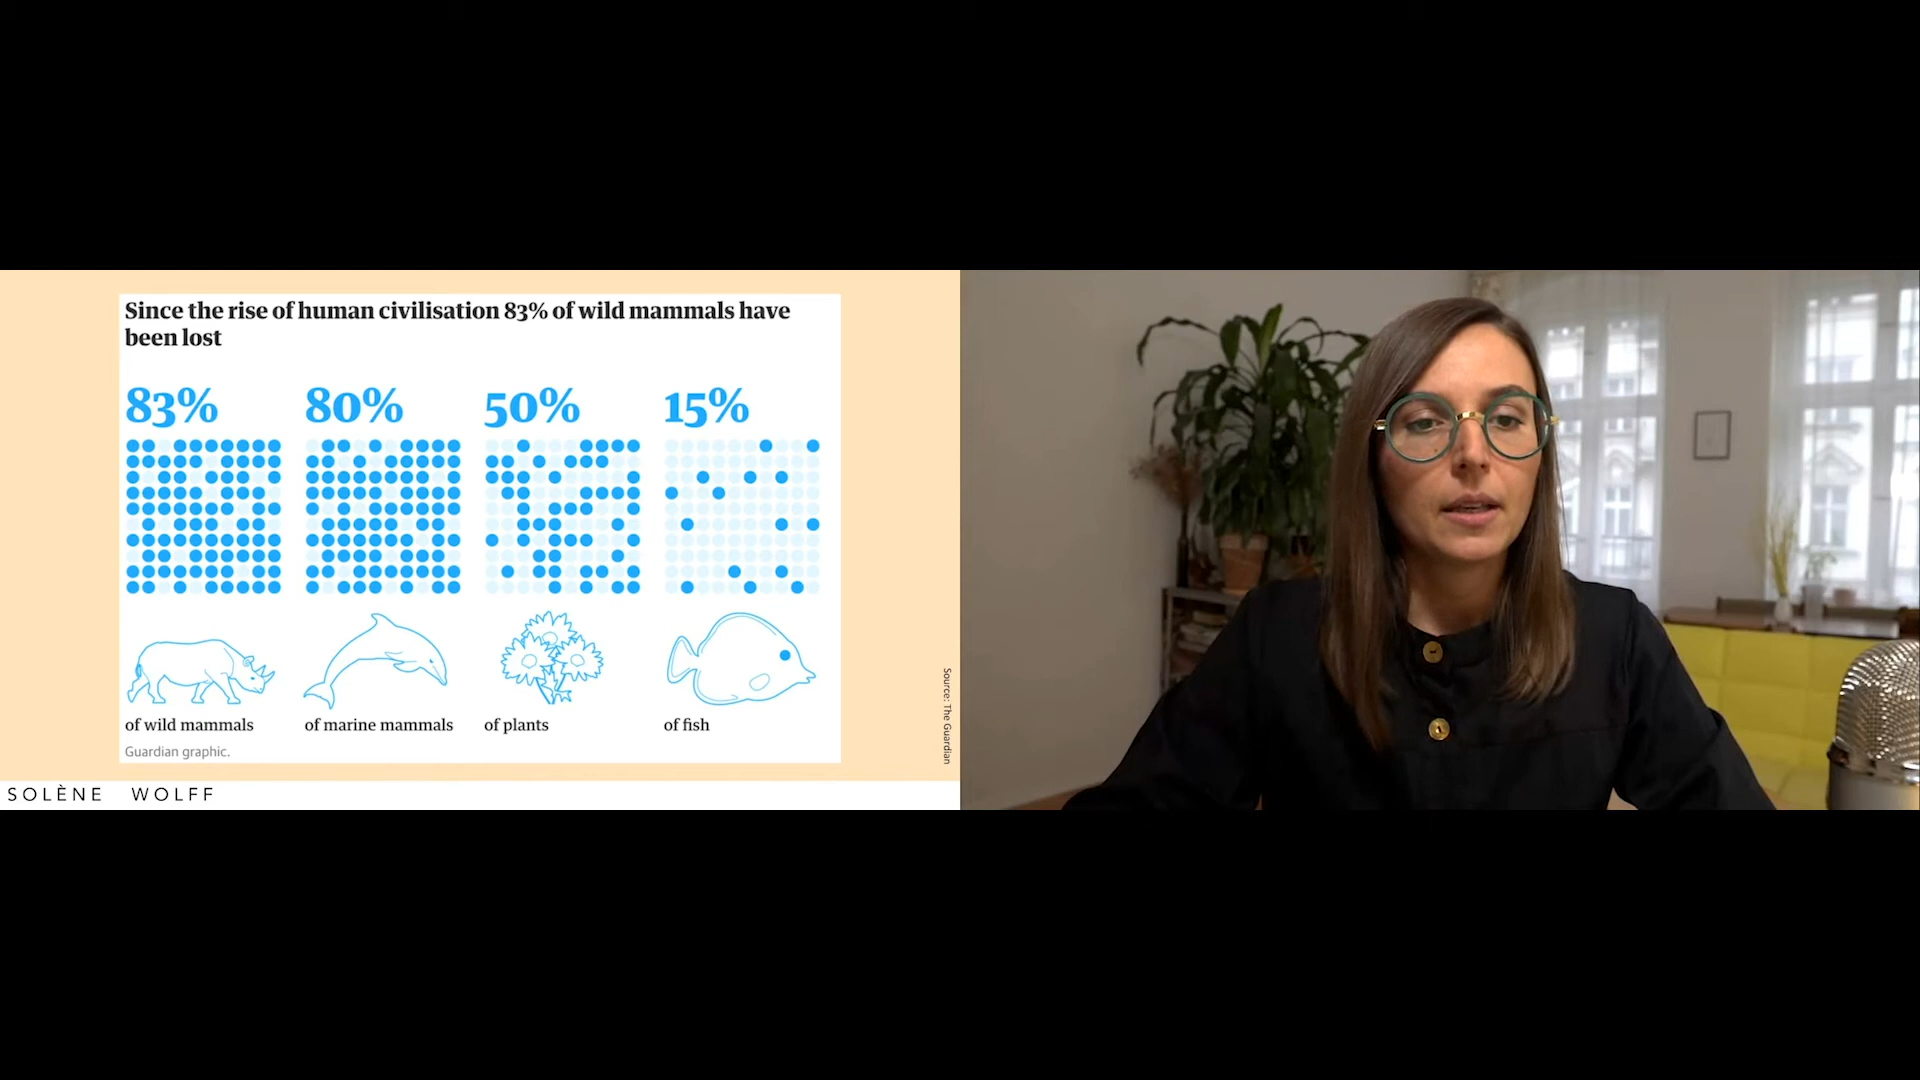 Since the rise of human civilisation 83% of wild mammals have
been lost
83%
80%
50%
15%
of wild mammals
of marine mammals
of plants
of fish
Guardian graphic.
Source: The Guardian
SOLÈNE WOLFF